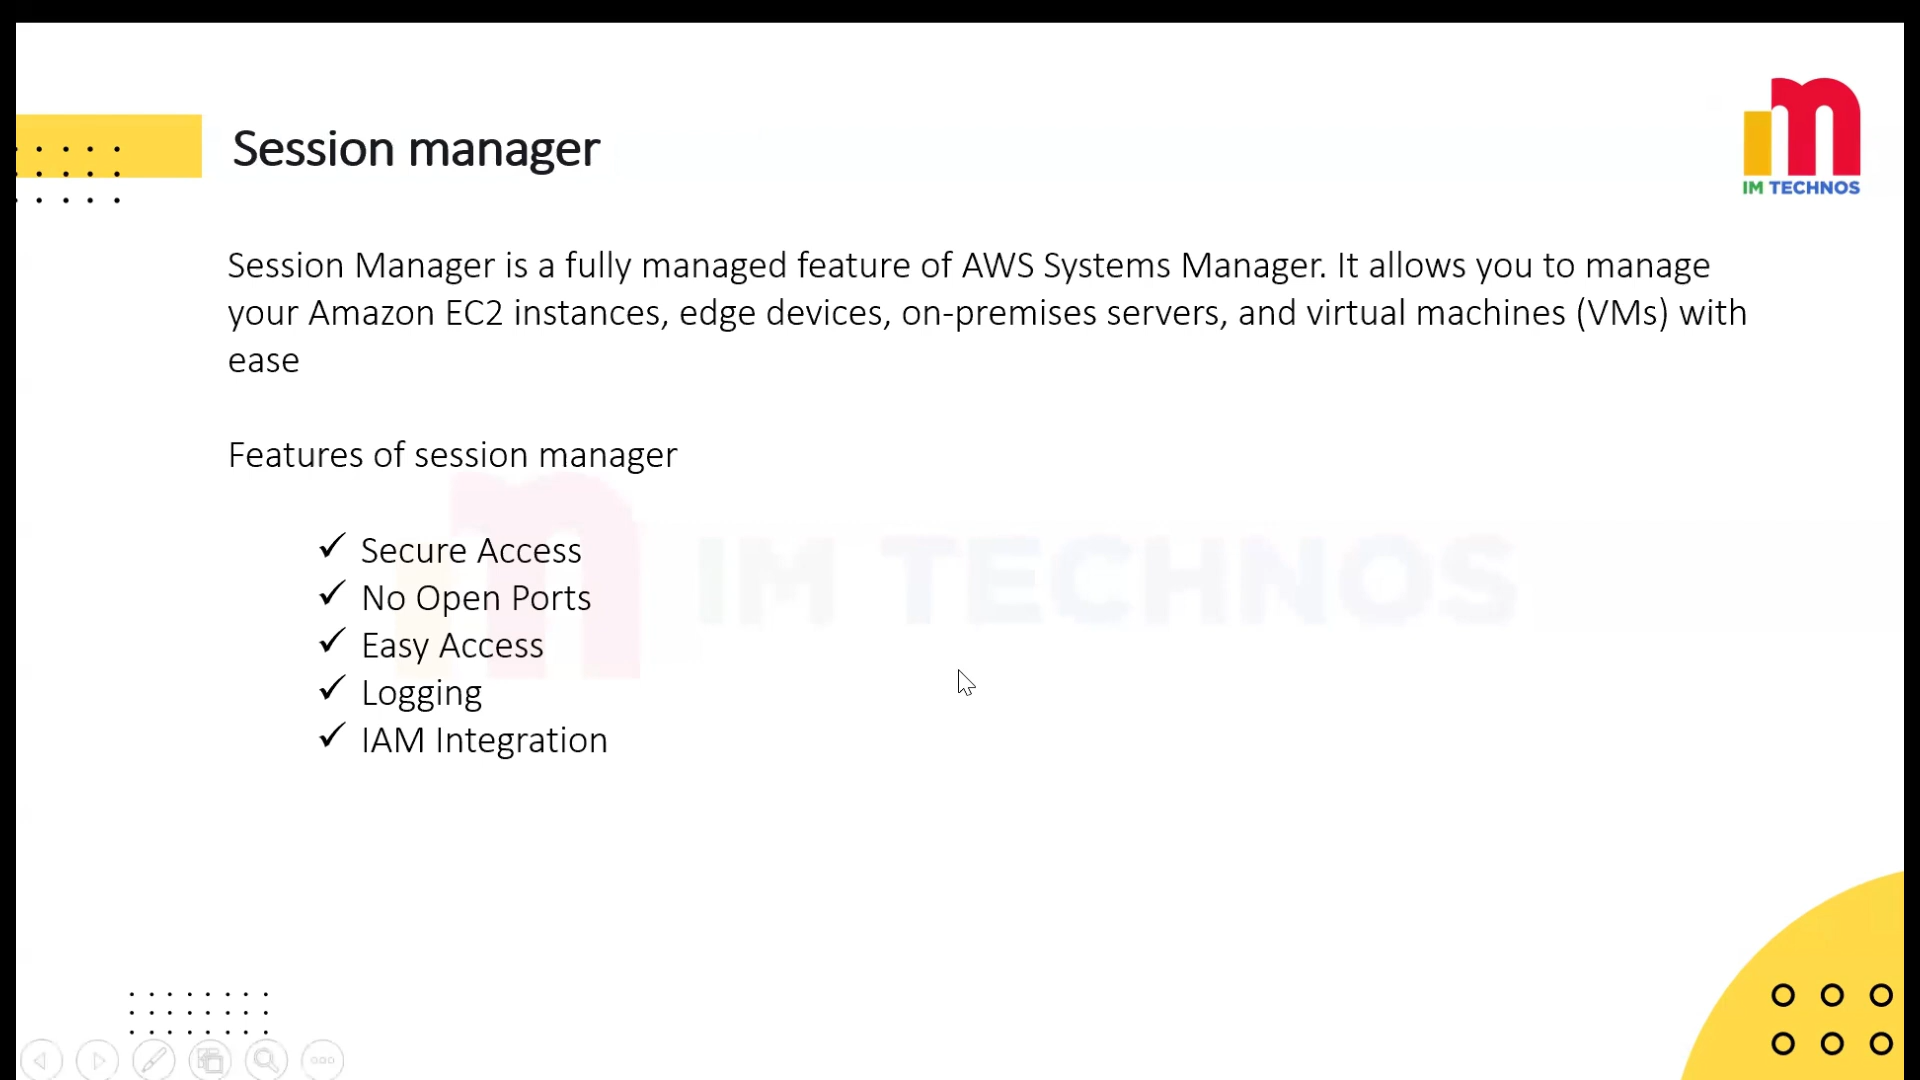 Session manager
IM TECHNOS
Session Manager is a fully managed feature of AWS Systems Manager. It allows you to manage
your Amazon EC2 instances, edge devices, on-premises servers, and virtual machines (VMs) with
ease
Features of session manager
✓ Secure Access
✓ No Open Ports
✓ Easy Access
✓ Logging
✓ IAM Integration
IM TECHNOS